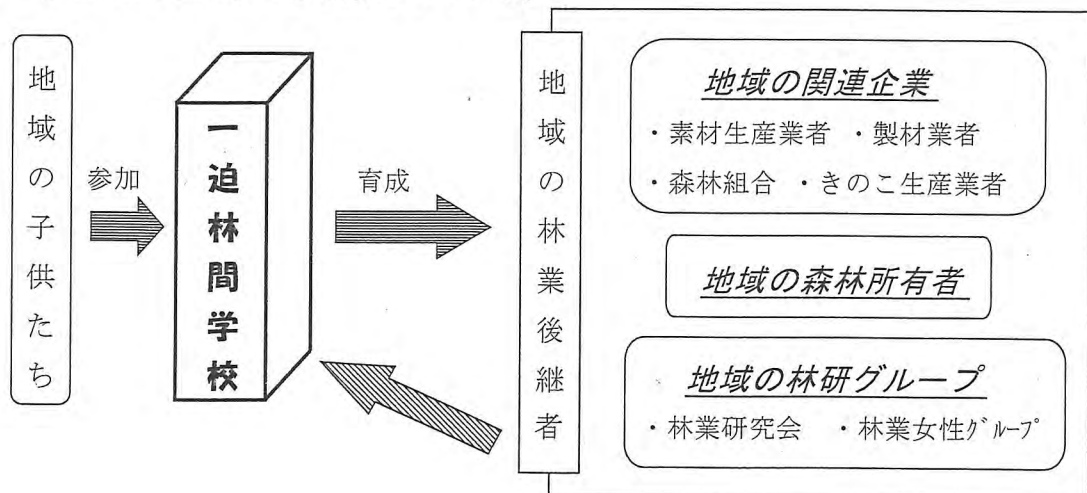 地域の子供たち
参加
一迫林間学校
育成
地域の林業後継者
地域の関連企業
・素材生産業者 ・製材業者
・森林組合 ・きのこ生産業者
地域の森林所有者
地域の林研グループ
・林業研究会 ・林業女性ｸﾞﾙｰﾌﾟ